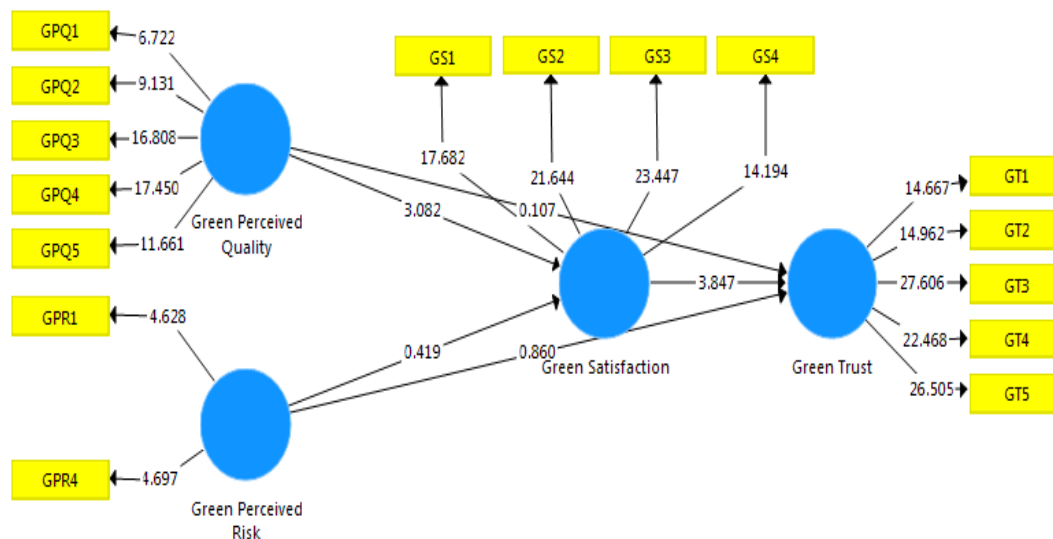 GPQ1
6.722
GPQ2
9.131
GPQ3
16.808
GPQ4
17.450
GPQ5
11.661
Green Perceived
Quality
GPR1
4.628
GPR4
4.697
Green Perceived
Risk
GS1
GS2
GS3
GS4
17.682
21.644
23.447
14.194
3.082
0.107
0.419
0.860
3.847
Green Satisfaction
Green Trust
14.667
GT1
14.962
GT2
27.606
GT3
22.468
GT4
26.505
GT5